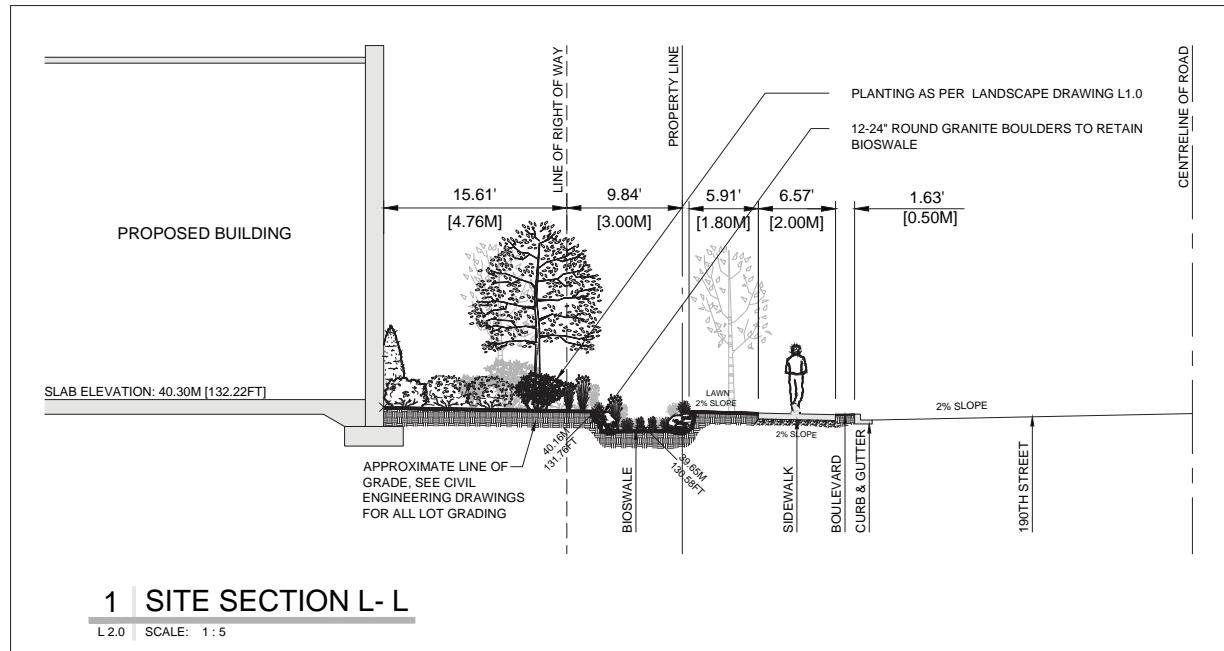 LINE OF RIGHT OF WAY
PROPERTY LINE
CENTRELINE OF ROAD
PLANTING AS PER LANDSCAPE DRAWING L1.0
12-24" ROUND GRANITE BOULDERS TO RETAIN
BIOSWALE
15.61'
[4.76M]
9.84'
[3.00M]
5.91'
[1.80M]
6.57'
[2.00M]
1.63'
[0.50M]
PROPOSED BUILDING
SLAB ELEVATION: 40.30M [132.22FT]
LAWN
2% SLOPE
2% SLOPE
2% SLOPE
40.16M
131.76FT
39.65M
130.58FT
APPROXIMATE LINE OF
GRADE, SEE CIVIL
ENGINEERING DRAWINGS
FOR ALL LOT GRADING
BIOSWALE
SIDEWALK
BOULEVARD
CURB & GUTTER
190TH STREET
1 SITE SECTION L- L
L 2.0 SCALE: 1 : 5